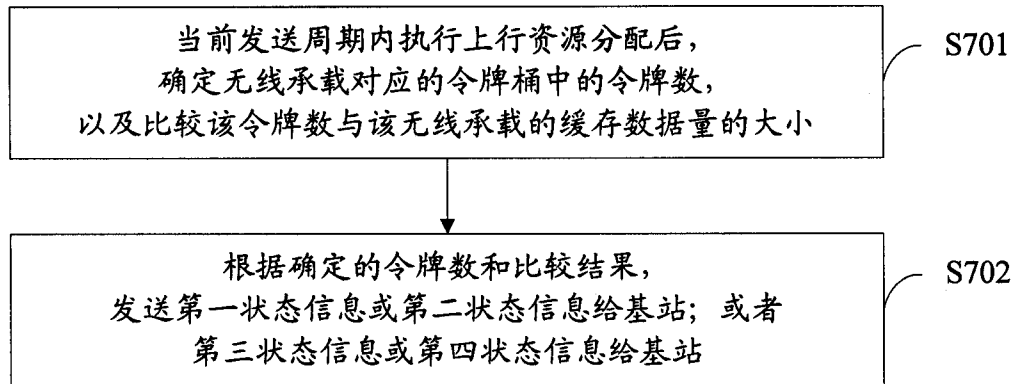 当前发送周期内执行上行资源分配后，
确定无线承载对应的令牌桶中的令牌数，
以及比较该令牌数与该无线承载的缓存数据量的大小
S701
根据确定的令牌数和比较结果，
发送第一状态信息或第二状态信息给基站；或者
第三状态信息或第四状态信息给基站
S702